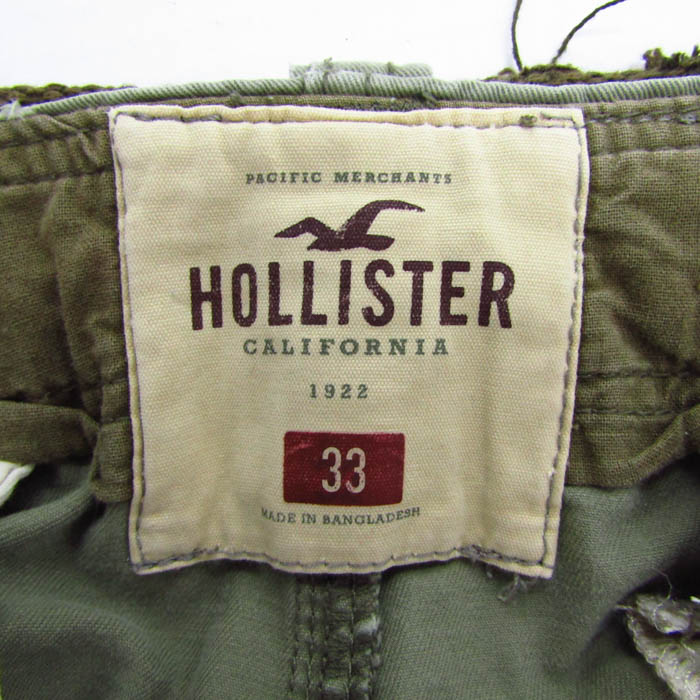 PACIFIC MERCHANTS
HOLLISTER
CALIFORNIA
1922
33
MADE IN BANGLADESH